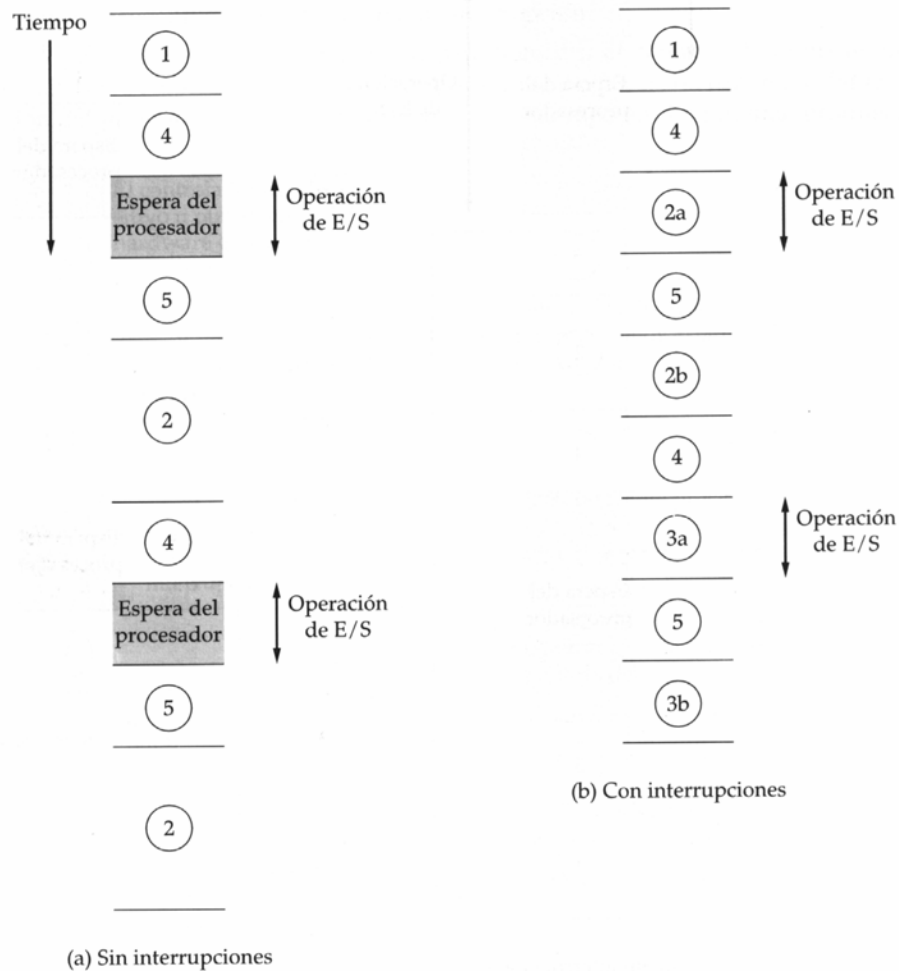 Tiempo
1
4
Espera del
procesador
Operación
de E/S
5
2
4
Espera del
procesador
Operación
de E/S
5
2
(a) Sin interrupciones
1
4
2a
Operación
de E/S
5
2b
4
3a
Operación
de E/S
5
3b
(b) Con interrupciones